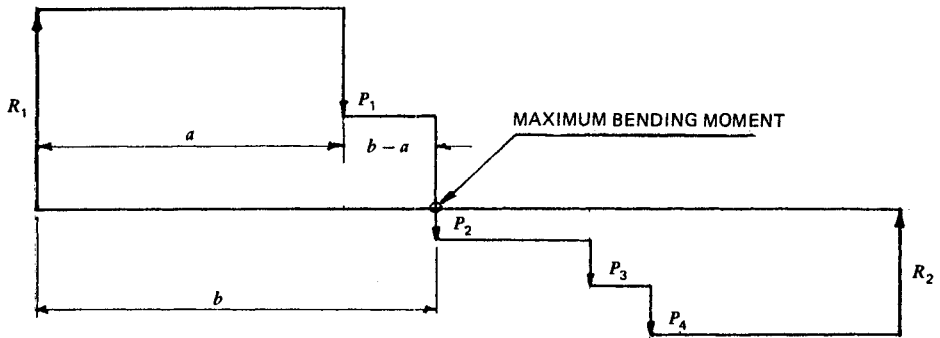 R₁
P₁
MAXIMUM BENDING MOMENT
a
b – a
P₂
P₃
R₂
b
P₄